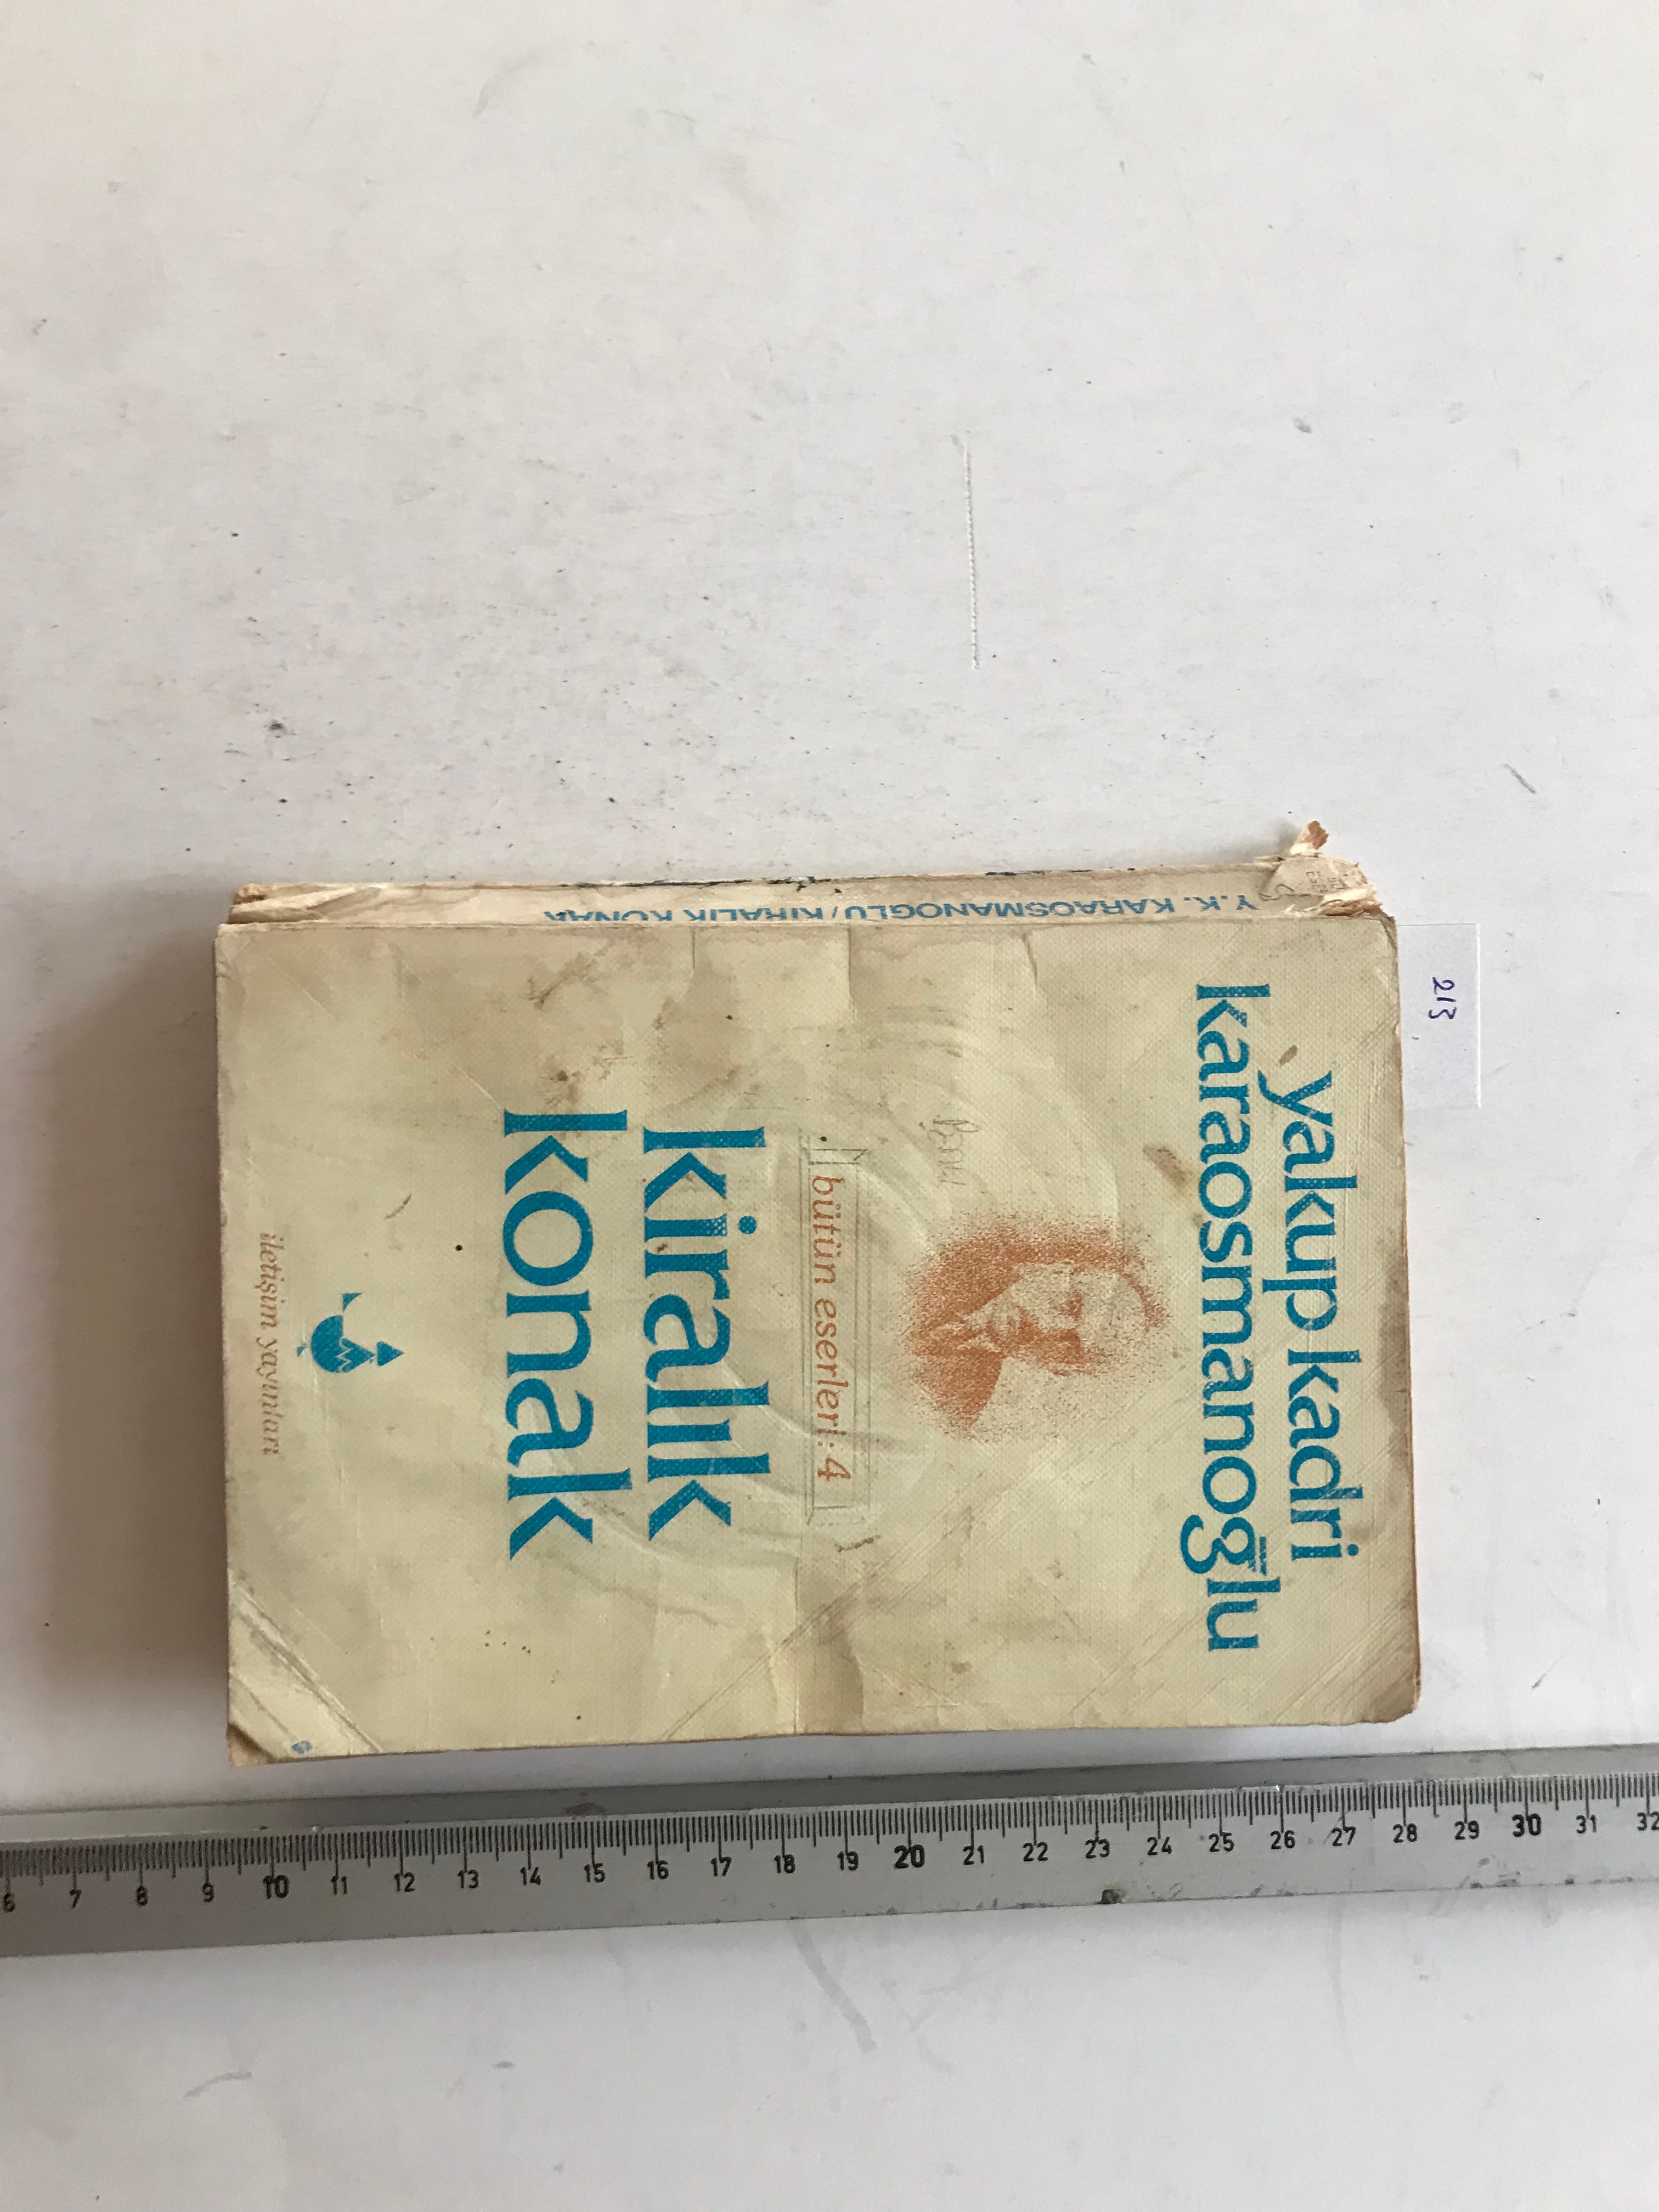 213
yakup kadri
karaosmanoğlu
bütün eserleri: 4
kiralık
konak
iletişim yayınları
Y.K. KARAOSMANOĞLU / KİRALIK KONAK
6 7 8 9 10 11 12 13 14 15 16 17 18 19 20 21 22 23 24 25 26 27 28 29 30 31 32